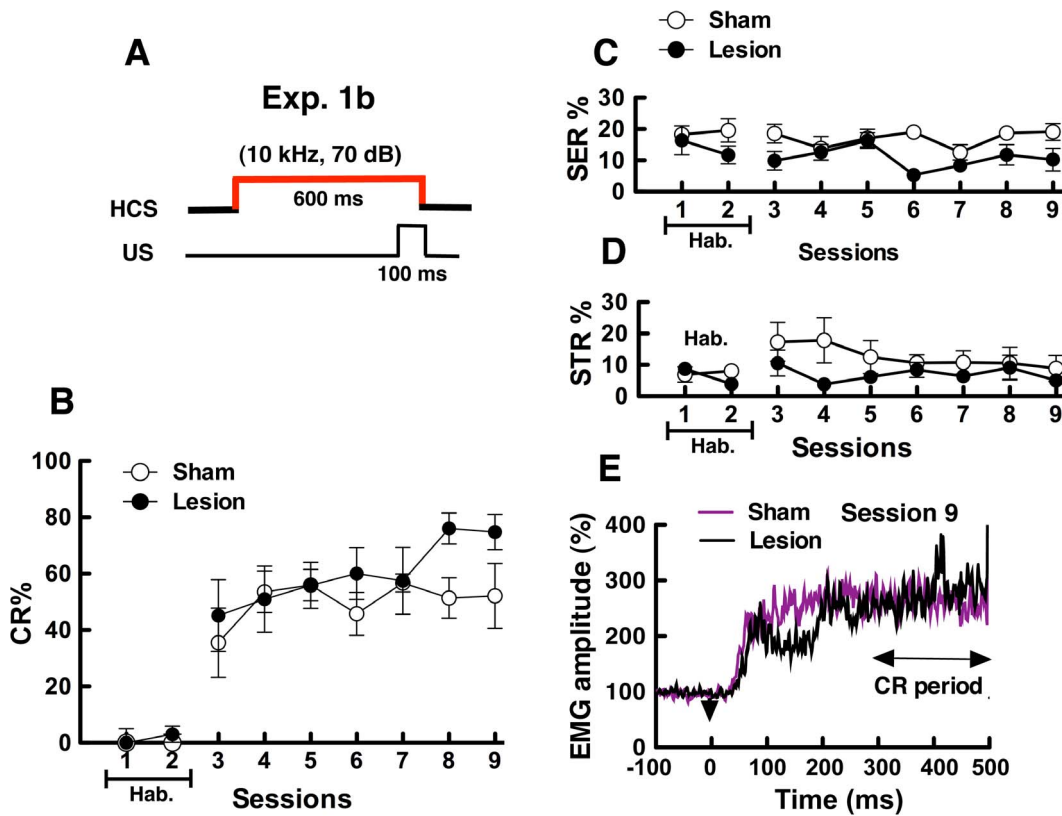 A
Exp. 1b
(10 kHz, 70 dB)
HCS
600 ms
US
100 ms
B
Sham
Lesion
CR%
100
80
60
40
20
0
1 2 3 4 5 6 7 8 9
Hab.
Sessions
Sham
Lesion
C
SER %
30
20
10
0
1 2 3 4 5 6 7 8 9
Hab.
Sessions
D
STR %
30
20
10
0
Hab.
1 2 3 4 5 6 7 8 9
Hab.
Sessions
E
Sham
Lesion
Session 9
EMG amplitude (%)
400
300
200
100
0
CR period
-100 0 100 200 300 400 500
Time (ms)